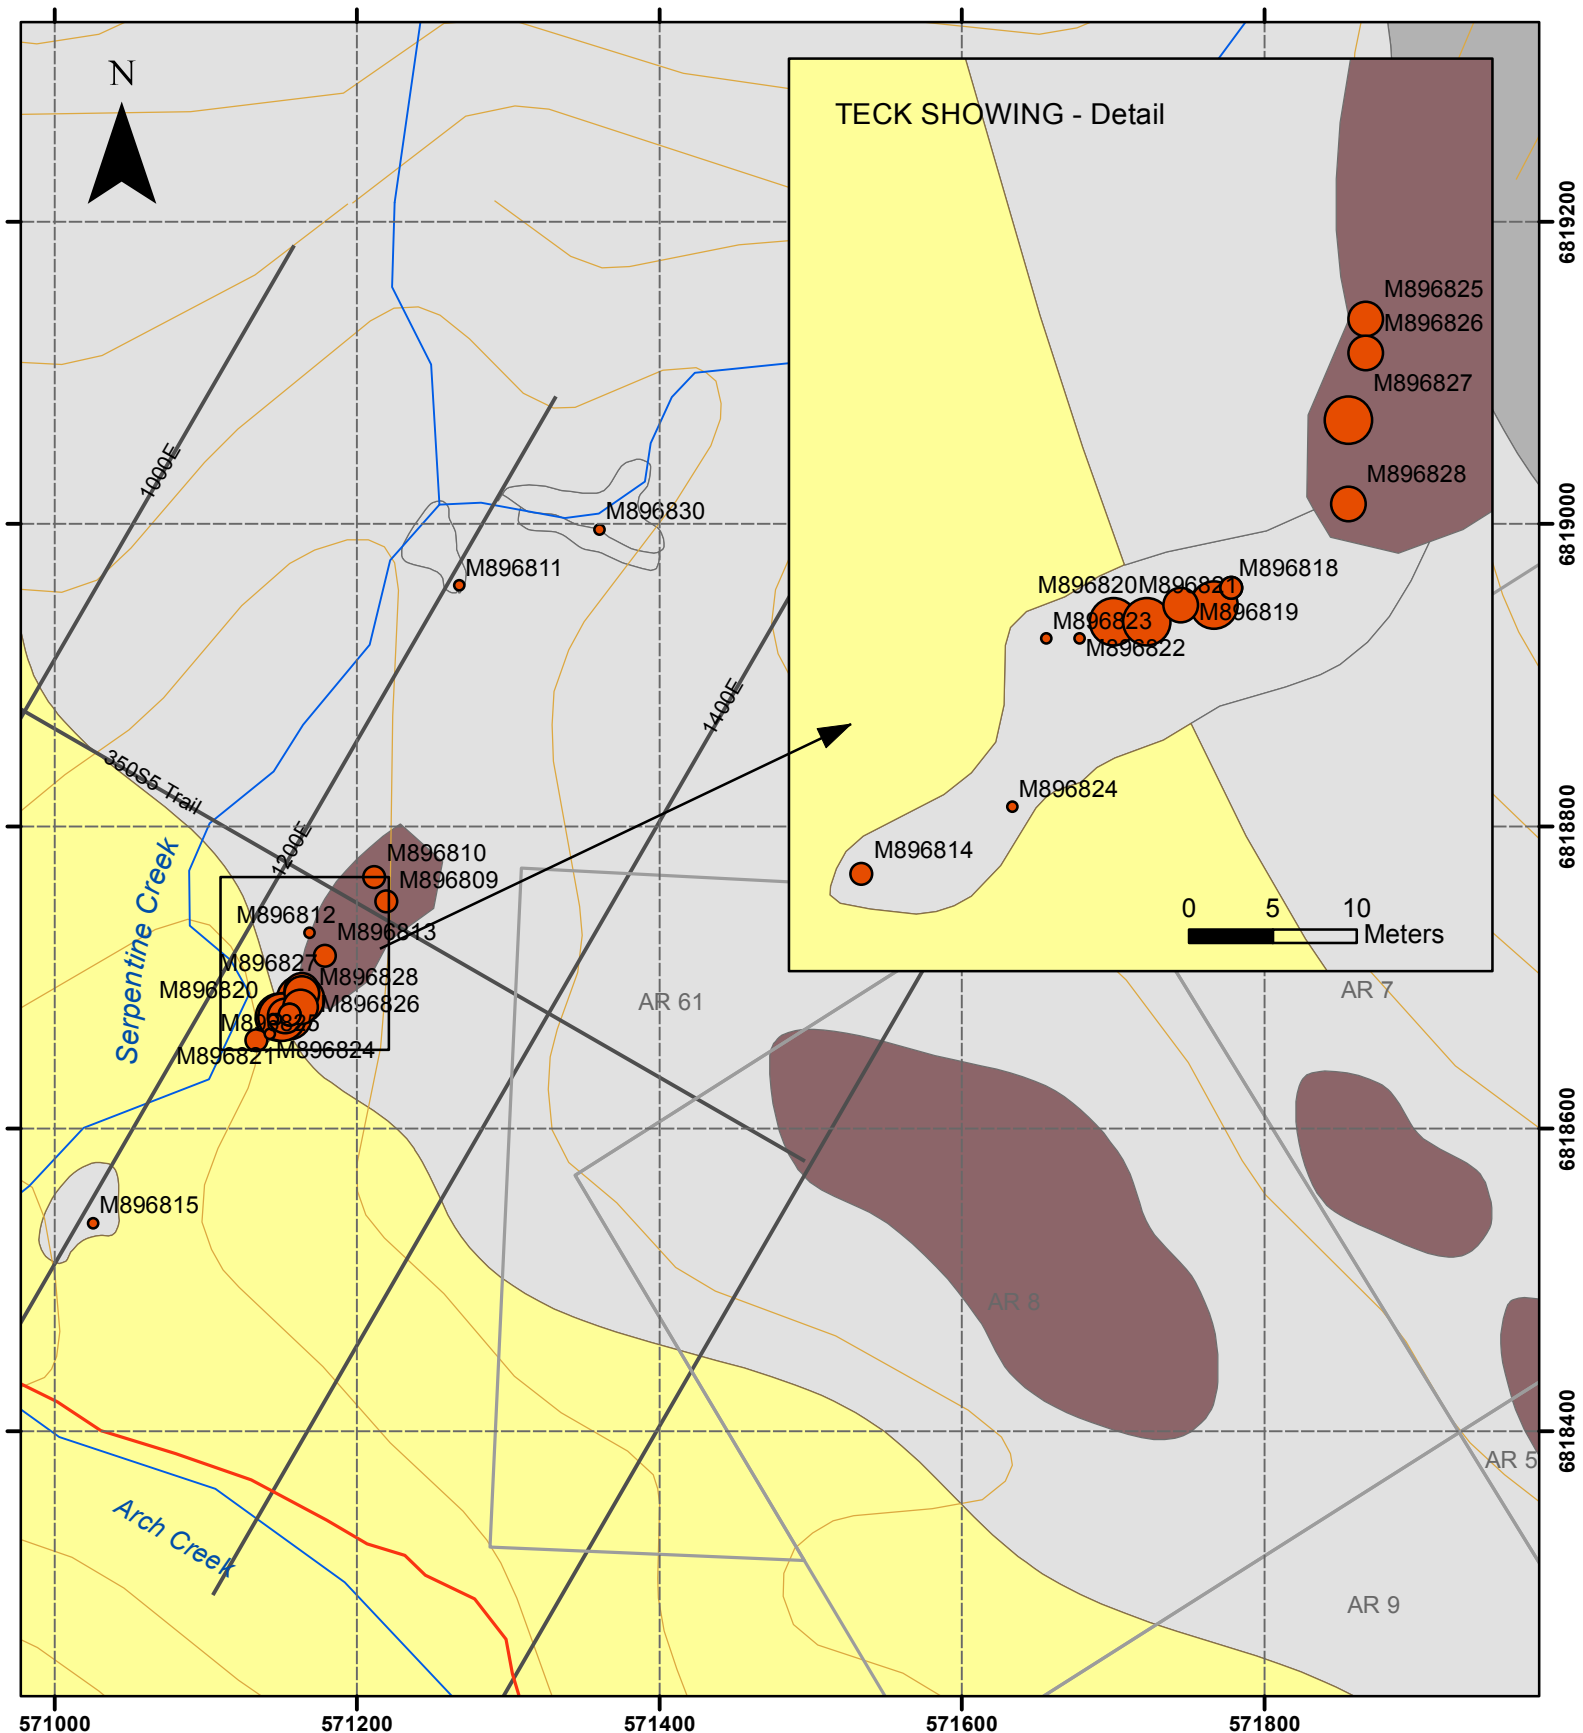 N
TECK SHOWING - Detail
M896825
M896826
M896827
M896828
M896818
M896820
M896821
M896819
M896823
M896822
M896824
M896814
0 5 10
Meters
1000E
M896830
M896811
1400E
350S5 Trail
1200E
Serpentine Creek
M896810
M896809
M896812
M896813
M896827
M896828
M896820
M896826
M896825
M896824
M896821
AR 61
AR 7
M896815
AR 8
AR 5
Arch Creek
AR 9
6819200
6819000
6818800
6818600
6818400
571000
571200
571400
571600
571800